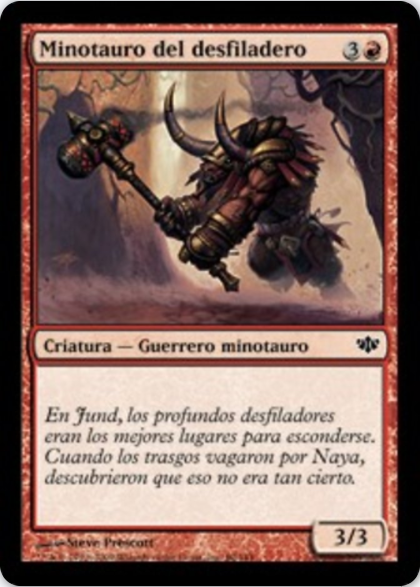 Minotauro del desfiladero 3
Criatura — Guerrero minotauro
En Jund, los profundos desfiladores
eran los mejores lugares para esconderse.
Cuando los trasgos vagaron por Naya,
descubrieron que eso no era tan cierto.
Steve Prescott
3/3